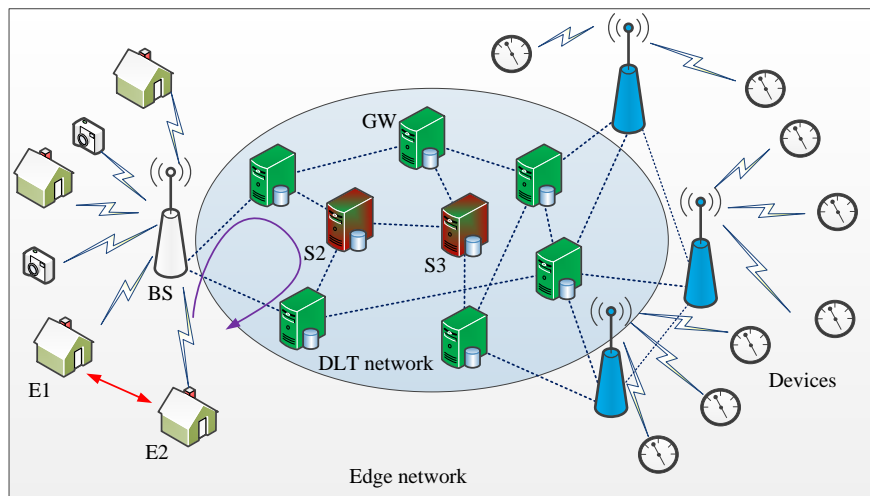 GW
S2
S3
BS
E1
DLT network
Devices
E2
Edge network